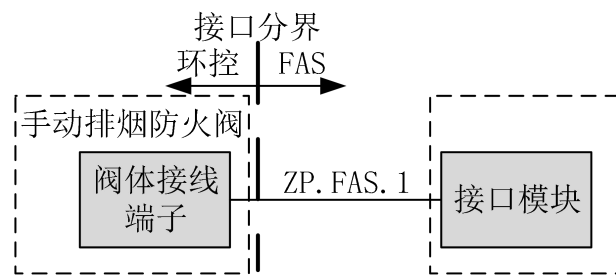 接口分界
环控 FAS
手动排烟防火阀
阀体接线
端子
ZP.FAS.1
接口模块